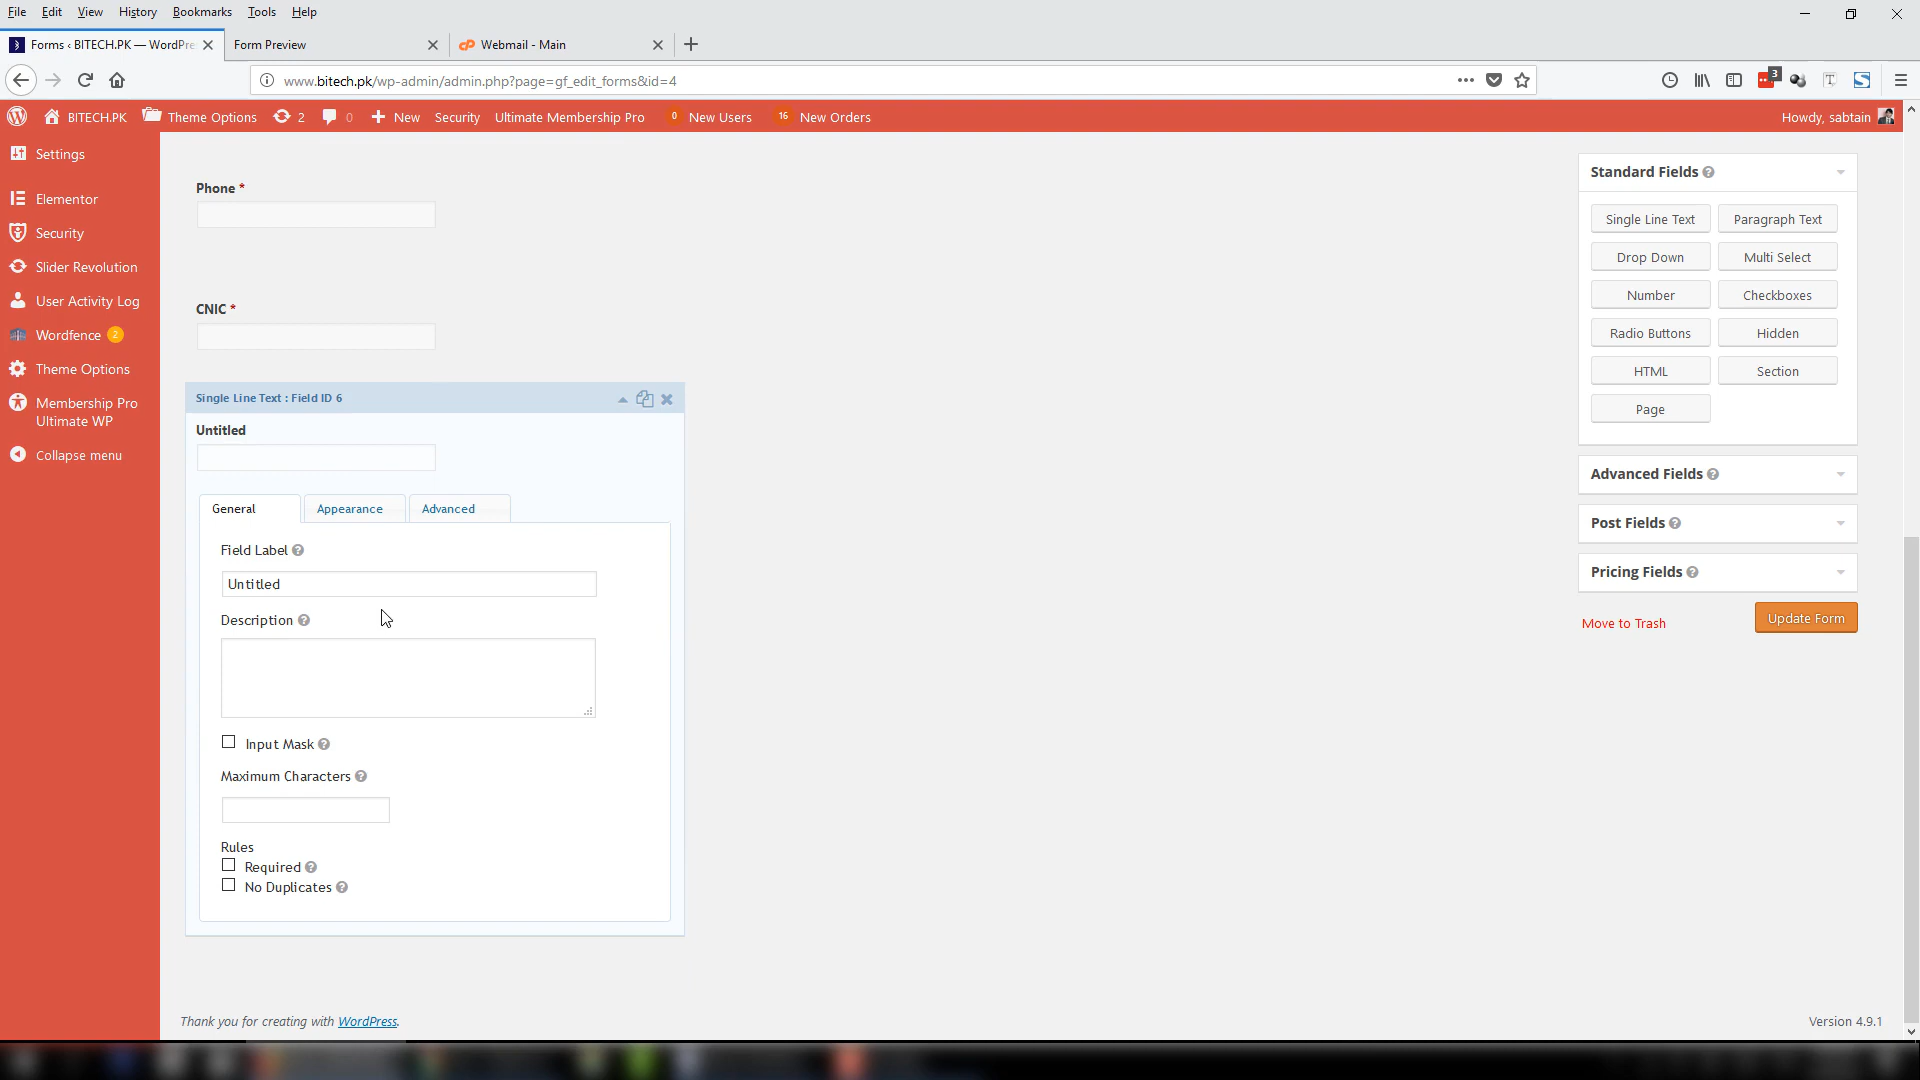 File Edit View History Bookmarks Tools Help
Forms ‹ BITECH.PK — WordPre
Form Preview
Webmail - Main
www.bitech.pk/wp-admin/admin.php?page=gf_edit_forms&id=4
3
BITECH.PK Theme Options 2 0 New Security Ultimate Membership Pro 0 New Users 16 New Orders
Howdy, sabtain
Settings
Elementor
Security
Slider Revolution
User Activity Log
Wordfence 2
Theme Options
Membership Pro
Ultimate WP
Collapse menu
Phone *
CNIC *
Single Line Text : Field ID 6
Untitled
General Appearance Advanced
Field Label
Untitled
Description
Input Mask
Maximum Characters
Rules
Required
No Duplicates
Standard Fields
Single Line Text Paragraph Text
Drop Down Multi Select
Number Checkboxes
Radio Buttons Hidden
HTML Section
Page
Advanced Fields
Post Fields
Pricing Fields
Move to Trash Update Form
Thank you for creating with WordPress.
Version 4.9.1